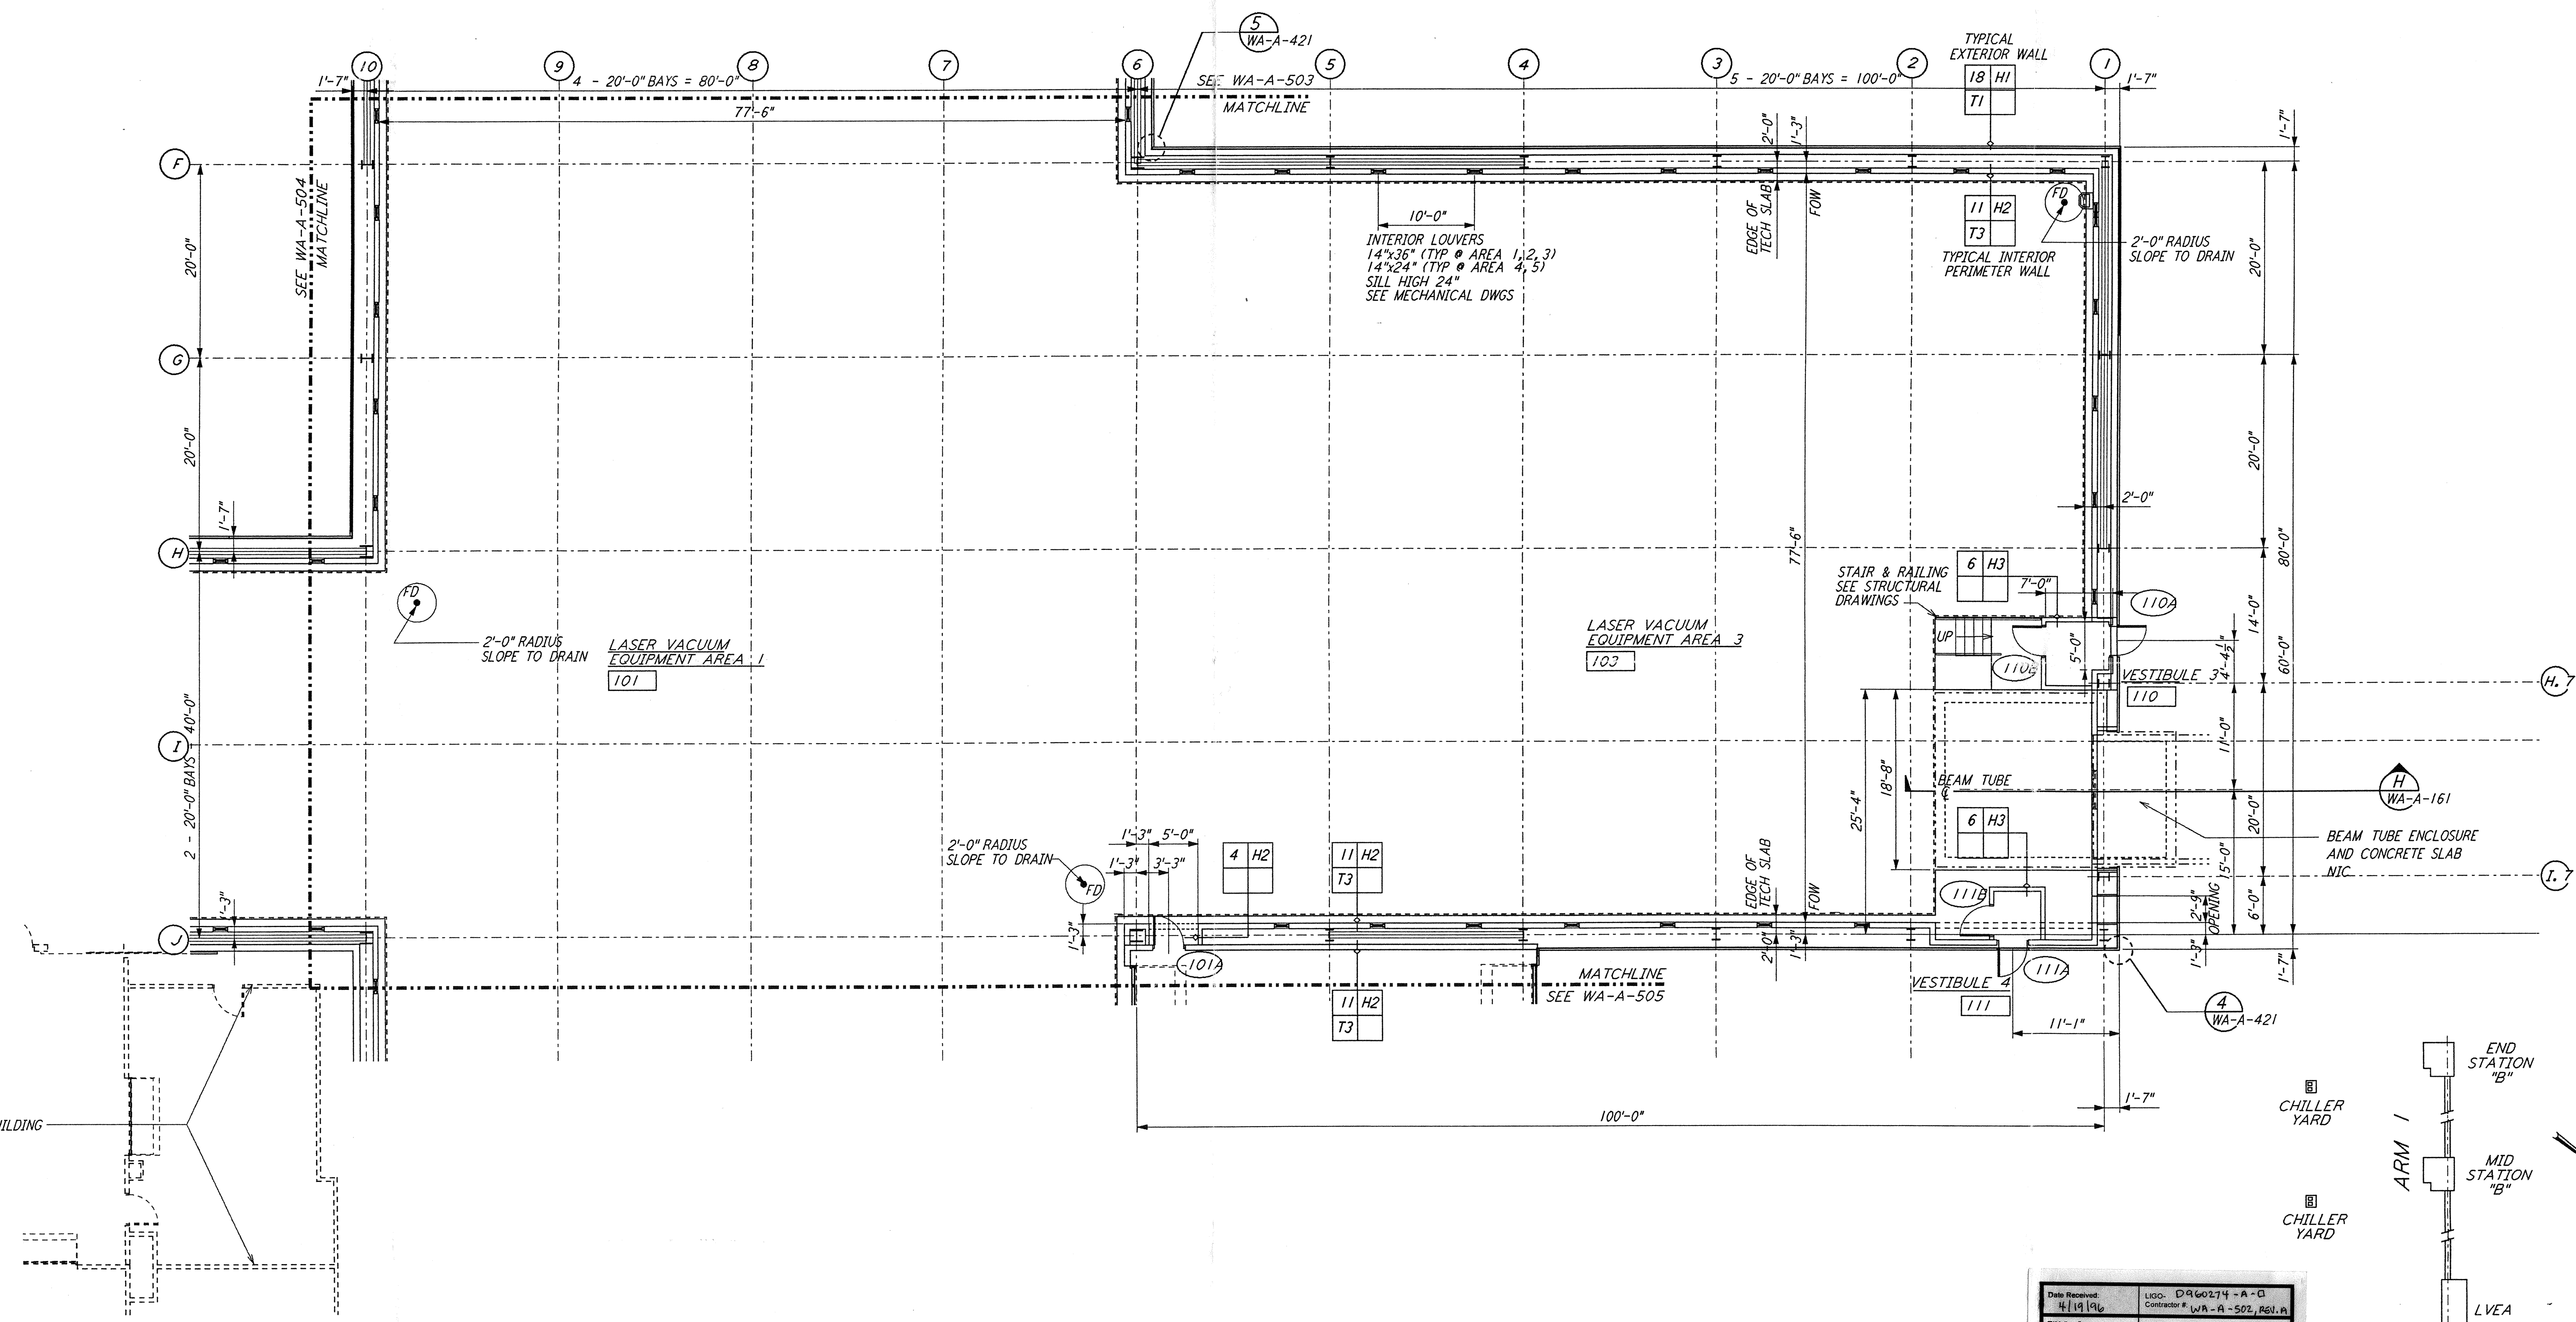 5
WA-A-421
10
9
8
7
6
5
4
3
2
1
TYPICAL
EXTERIOR WALL
18 H1
T1
1'-7"
4 - 20'-0" BAYS = 80'-0"
SEE WA-A-503
MATCHLINE
5 - 20'-0" BAYS = 100'-0"
1'-7"
77'-6"
2'-0"
1'-3"
1'-7"
F
SEE WA-A-504
MATCHLINE
20'-0"
10'-0"
INTERIOR LOUVERS
14"x36" (TYP @ AREA 1,2,3)
14"x24" (TYP @ AREA 4,5)
SILL HIGH 24"
SEE MECHANICAL DWGS
EDGE OF
TECH SLAB
FOW
11 H2
T3
TYPICAL INTERIOR
PERIMETER WALL
FD
2'-0" RADIUS
SLOPE TO DRAIN
20'-0"
G
20'-0"
20'-0"
1'-7"
2'-0"
H
77'-6"
80'-0"
6 H3
7'-0"
STAIR & RAILING
SEE STRUCTURAL
DRAWINGS
110A
14'-0"
FD
2'-0" RADIUS
SLOPE TO DRAIN
LASER VACUUM
EQUIPMENT AREA 1
101
LASER VACUUM
EQUIPMENT AREA 3
103
UP
110B
5'-0"
4'-4 1/2"
60'-0"
VESTIBULE 3
110
H.7
2 - 20'-0" BAYS 40'-0"
I
11'-0"
25'-4"
18'-8"
BEAM TUBE
℄
H
WA-A-161
6 H3
20'-0"
15'-0"
BEAM TUBE ENCLOSURE
AND CONCRETE SLAB
NIC
2'-0" RADIUS
SLOPE TO DRAIN
FD
1'-3" 5'-0"
1'-3" 3'-3"
4 H2
11 H2
T3
EDGE OF
TECH SLAB
FOW
111B
2'-9"
OPENING
6'-0"
I.7
J
1'-3"
1'-3"
101A
2'-0"
1'-3"
1'-3"
1'-7"
MATCHLINE
SEE WA-A-505
11 H2
T3
VESTIBULE 4
111
111A
4
WA-A-421
11'-1"
100'-0"
1'-7"
ILDING
END
STATION
"B"
CHILLER
YARD
ARM 1
MID
STATION
"B"
CHILLER
YARD
LVEA
Date Received:
4/19/96
LIGO- D960274-A-O
Contractor #: WA-A-502, REV.A